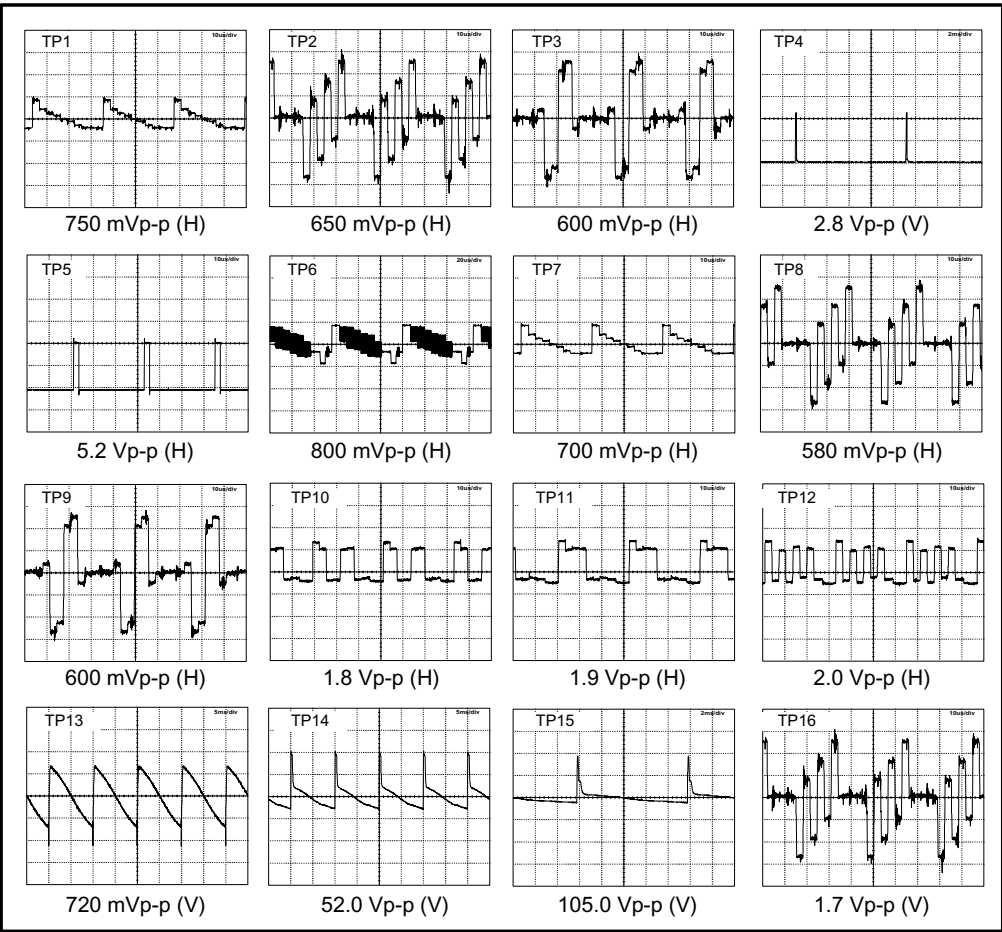 TP1 10us/div TP2 10us/div TP3 10us/div TP4 2ms/div
750 mVp-p (H) 650 mVp-p (H) 600 mVp-p (H) 2.8 Vp-p (V)
TP5 10us/div TP6 20us/div TP7 10us/div TP8 10us/div
5.2 Vp-p (H) 800 mVp-p (H) 700 mVp-p (H) 580 mVp-p (H)
TP9 10us/div TP10 10us/div TP11 10us/div TP12 10us/div
600 mVp-p (H) 1.8 Vp-p (H) 1.9 Vp-p (H) 2.0 Vp-p (H)
TP13 5ms/div TP14 5ms/div TP15 2ms/div TP16 10us/div
720 mVp-p (V) 52.0 Vp-p (V) 105.0 Vp-p (V) 1.7 Vp-p (V)